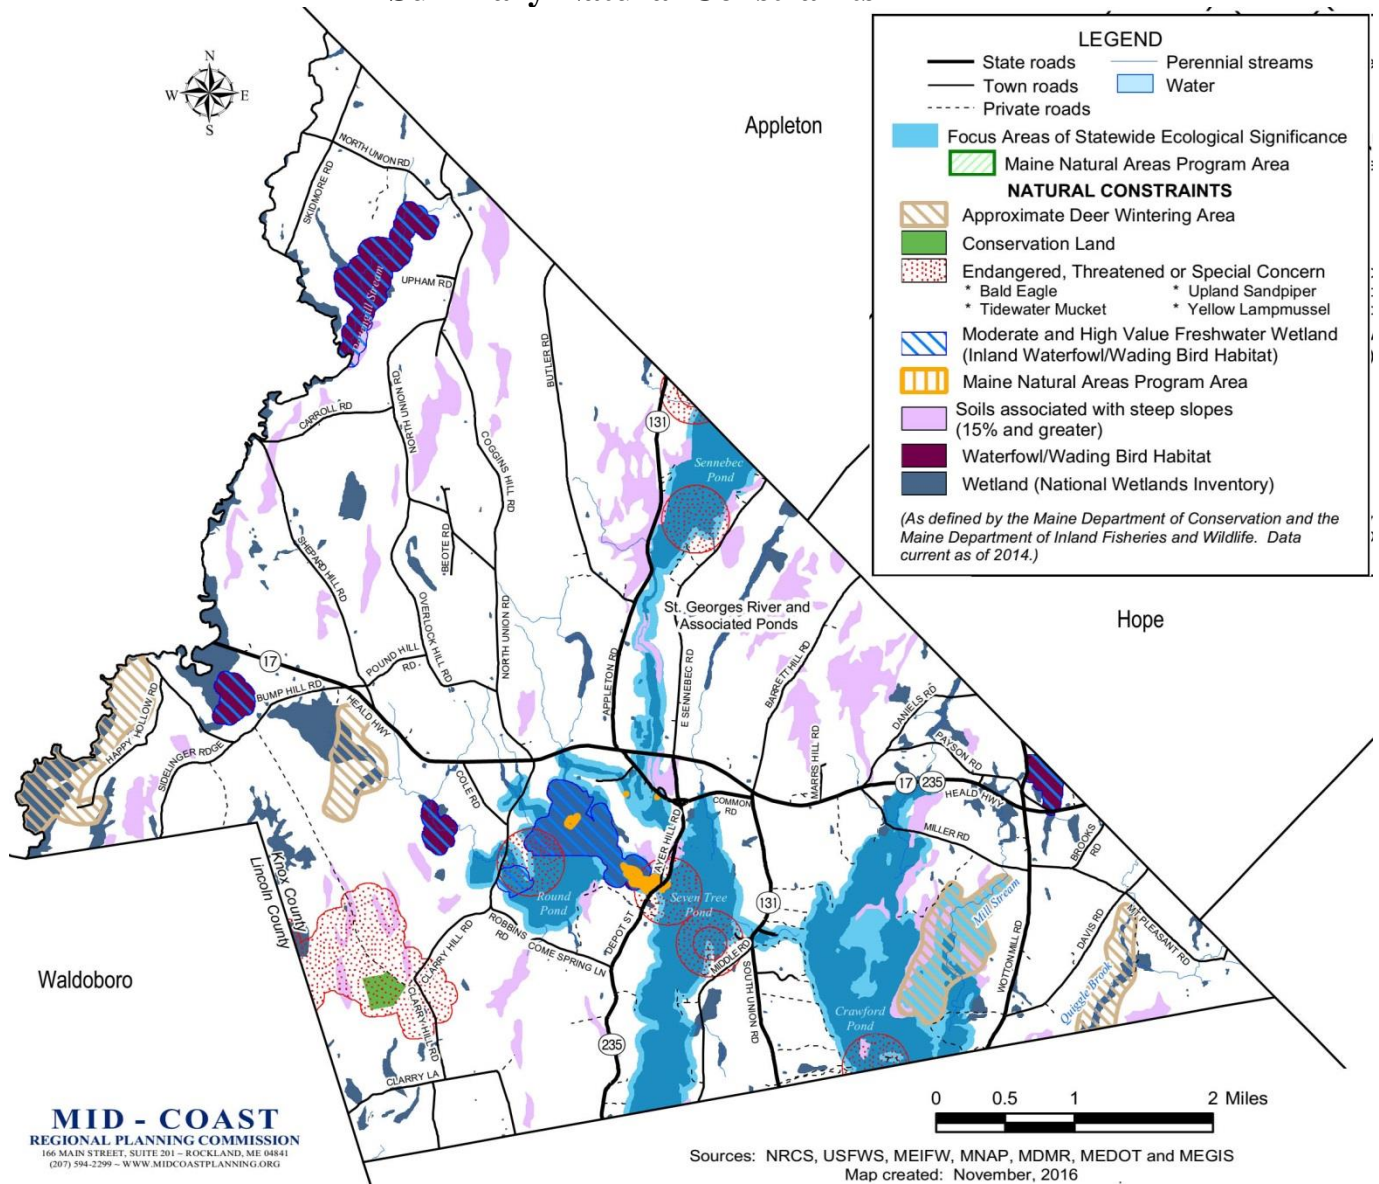 Summary Natural Constraints
N
W E
S
LEGEND
State roads
Perennial streams
Town roads
Water
Private roads
Focus Areas of Statewide Ecological Significance
Maine Natural Areas Program Area
NATURAL CONSTRAINTS
Approximate Deer Wintering Area
Conservation Land
Endangered, Threatened or Special Concern
* Bald Eagle * Upland Sandpiper
* Tidewater Mucket * Yellow Lampmussel
Moderate and High Value Freshwater Wetland
(Inland Waterfowl/Wading Bird Habitat)
Maine Natural Areas Program Area
Soils associated with steep slopes
(15% and greater)
Waterfowl/Wading Bird Habitat
Wetland (National Wetlands Inventory)
(As defined by the Maine Department of Conservation and the
Maine Department of Inland Fisheries and Wildlife. Data
current as of 2014.)
Appleton
Hope
Waldoboro
Knox County
Lincoln County
NORTH UNION RD
SKIDMORE RD
UPHAM RD
Stream
BUTLER RD
CARROLL RD
NORTH UNION RD
COGGINS HILL RD
131
Sennebec
Pond
SHEPARD HILL RD
BEOTE RD
OVERLOCK HILL RD
NORTH UNION RD
St. Georges River and
Associated Ponds
APPLETON RD
E SENNEBEC RD
BARRETT HILL RD
17
POUND HILL
RD
BUMP HILL RD
HEALD HWY
HAPPY HOLLOW RD
SIDELINGER RDGE
COLE RD
DANIELS RD
PAYSON RD
MARRS HILL RD
17
235
HEALD HWY
COMMON
RD
MILLER RD
BROOKS
RD
AYER HILL RD
Round
Pond
Seven Tree
Pond
131
Mill Stream
ROBBINS
RD
COME SPRING LN
DEPOT ST
MIDDLE RD
SOUTH UNION RD
WOTTON MILL RD
DAVIS RD
MT PLEASANT RD
Quiggle Brook
CLARRY HILL RD
CLARRY HILL RD
CLARRY LA
235
Crawford
Pond
MID - COAST
REGIONAL PLANNING COMMISSION
166 MAIN STREET, SUITE 201 ~ ROCKLAND, ME 04841
(207) 594-2299 ~ WWW.MIDCOASTPLANNING.ORG
0 0.5 1 2 Miles
Sources: NRCS, USFWS, MEIFW, MNAP, MDMR, MEDOT and MEGIS
Map created: November, 2016